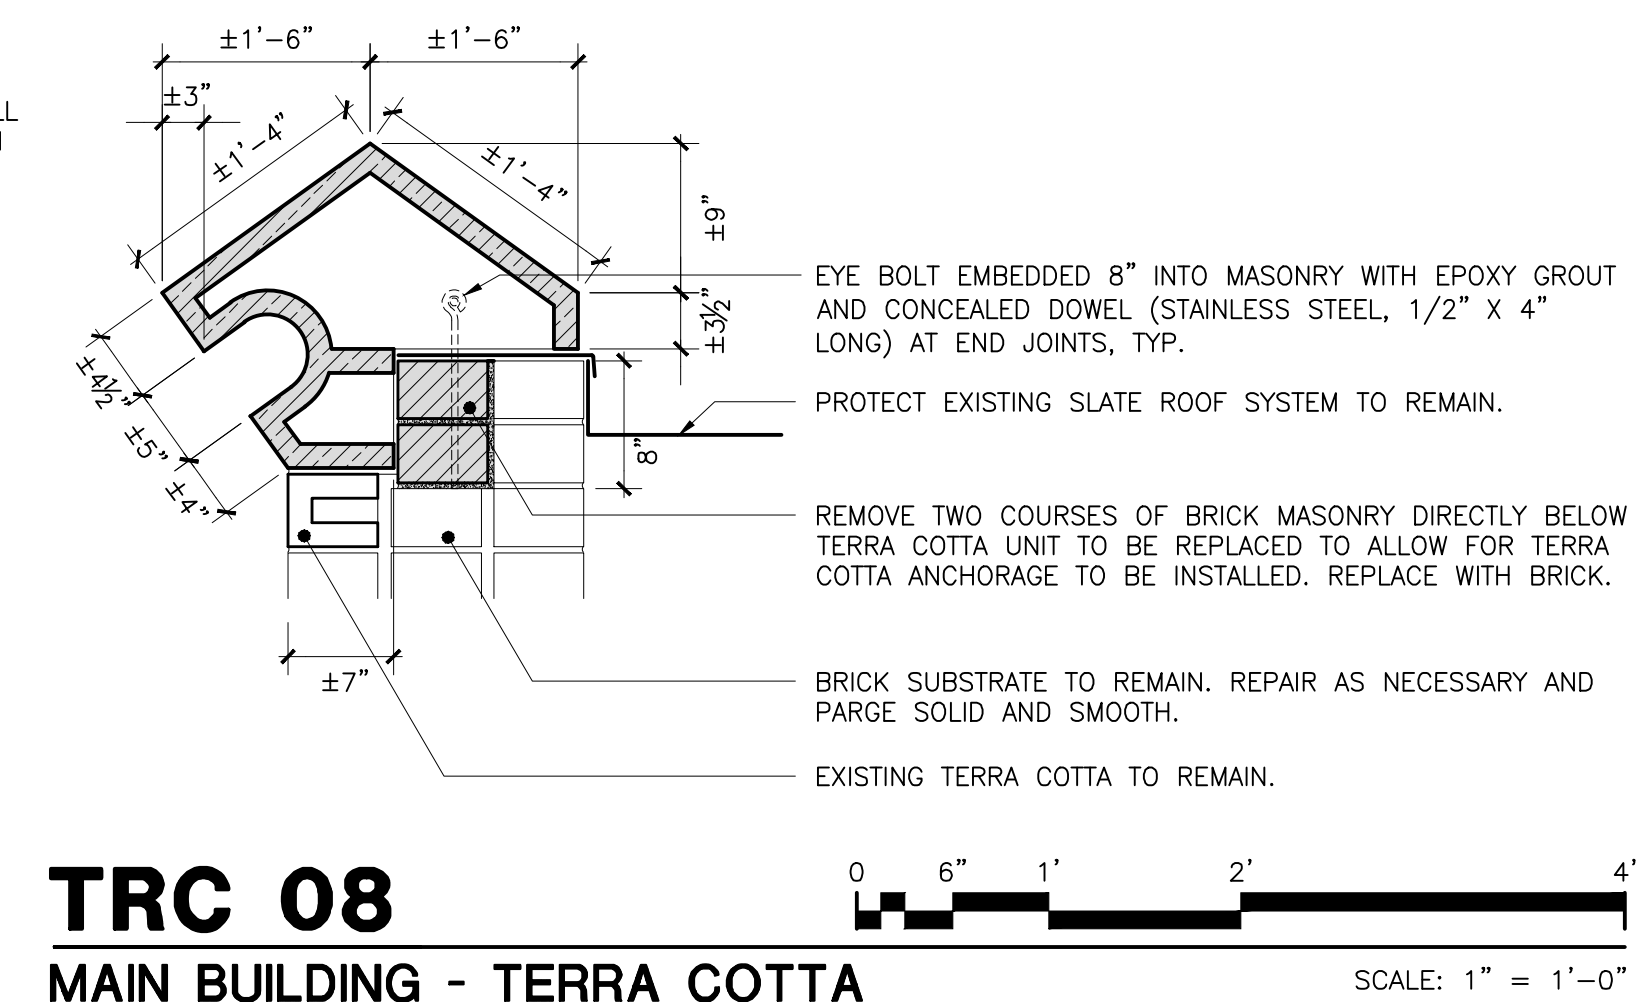 ±1'-6" ±1'-6"
±3"
LL
±1'-4"
±1'-4"
±9"
±3½"
EYE BOLT EMBEDDED 8" INTO MASONRY WITH EPOXY GROUT
AND CONCEALED DOWEL (STAINLESS STEEL, 1/2" X 4"
LONG) AT END JOINTS, TYP.
±4½"
±5"
±4"
8"
PROTECT EXISTING SLATE ROOF SYSTEM TO REMAIN.
REMOVE TWO COURSES OF BRICK MASONRY DIRECTLY BELOW
TERRA COTTA UNIT TO BE REPLACED TO ALLOW FOR TERRA
COTTA ANCHORAGE TO BE INSTALLED. REPLACE WITH BRICK.
±7"
BRICK SUBSTRATE TO REMAIN. REPAIR AS NECESSARY AND
PARGE SOLID AND SMOOTH.
EXISTING TERRA COTTA TO REMAIN.
TRC 08
0 6" 1' 2' 4'
MAIN BUILDING - TERRA COTTA
SCALE: 1" = 1'-0"